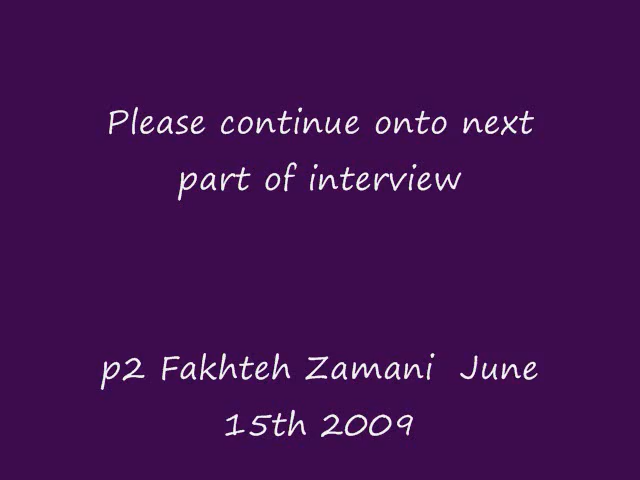 Please continue onto next
part of interview
p2 Fakhteh Zamani June
15th 2009